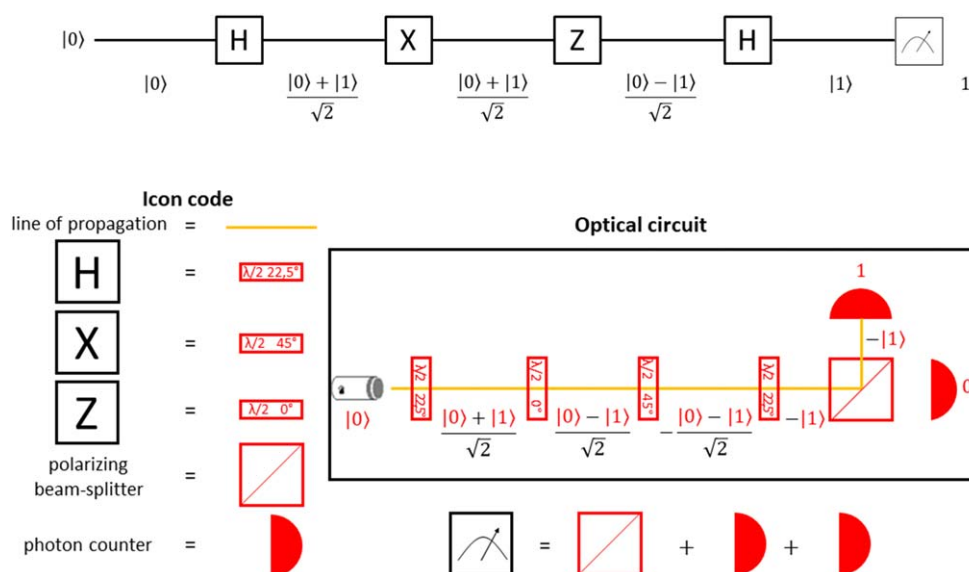 |0⟩ H X Z H
|0⟩ |0⟩ + |1⟩ |0⟩ + |1⟩ |0⟩ − |1⟩ |1⟩ 1
√2 √2 √2
Icon code
line of propagation =
Optical circuit
H = λ/2 22,5°
X = λ/2 45°
Z = λ/2 0°
polarizing
beam-splitter =
photon counter =
1
−|1⟩
λ/2 22,5° λ/2 0° λ/2 45° λ/2 22,5° 0
|0⟩ |0⟩ + |1⟩ |0⟩ − |1⟩ − |0⟩ − |1⟩ −|1⟩
√2 √2 √2
= + +